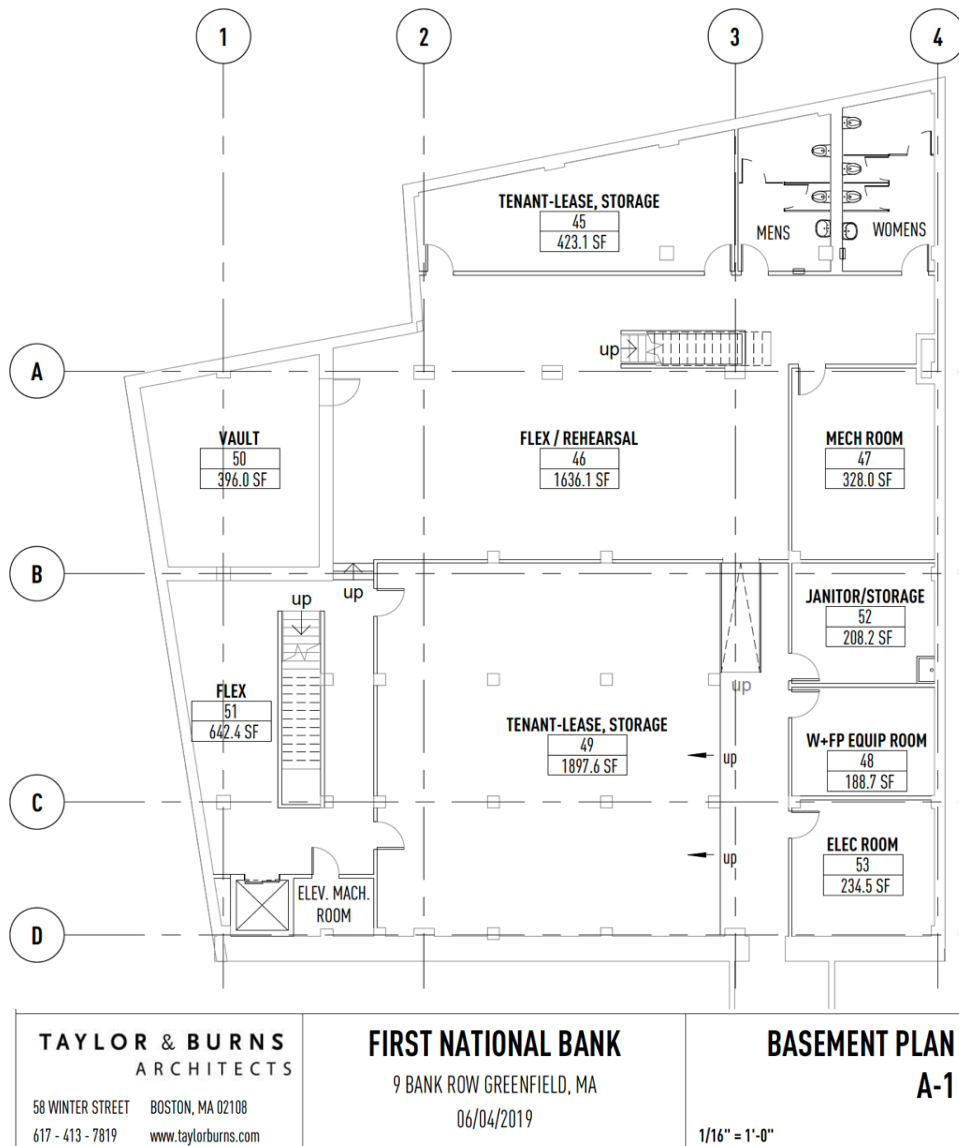 1
2
3
4
A
B
C
D
TENANT-LEASE, STORAGE
45
423.1 SF
MENS
WOMENS
up
VAULT
50
396.0 SF
FLEX / REHEARSAL
46
1636.1 SF
MECH ROOM
47
328.0 SF
up
up
JANITOR/STORAGE
52
208.2 SF
up
FLEX
51
642.4 SF
TENANT-LEASE, STORAGE
49
1897.6 SF
up
W+FP EQUIP ROOM
48
188.7 SF
up
ELEC ROOM
53
234.5 SF
ELEV. MACH.
ROOM
TAYLOR & BURNS
ARCHITECTS
58 WINTER STREET BOSTON, MA 02108
617 - 413 - 7819 www.taylorburns.com
FIRST NATIONAL BANK
9 BANK ROW GREENFIELD, MA
06/04/2019
BASEMENT PLAN
A-1
1/16" = 1'-0"